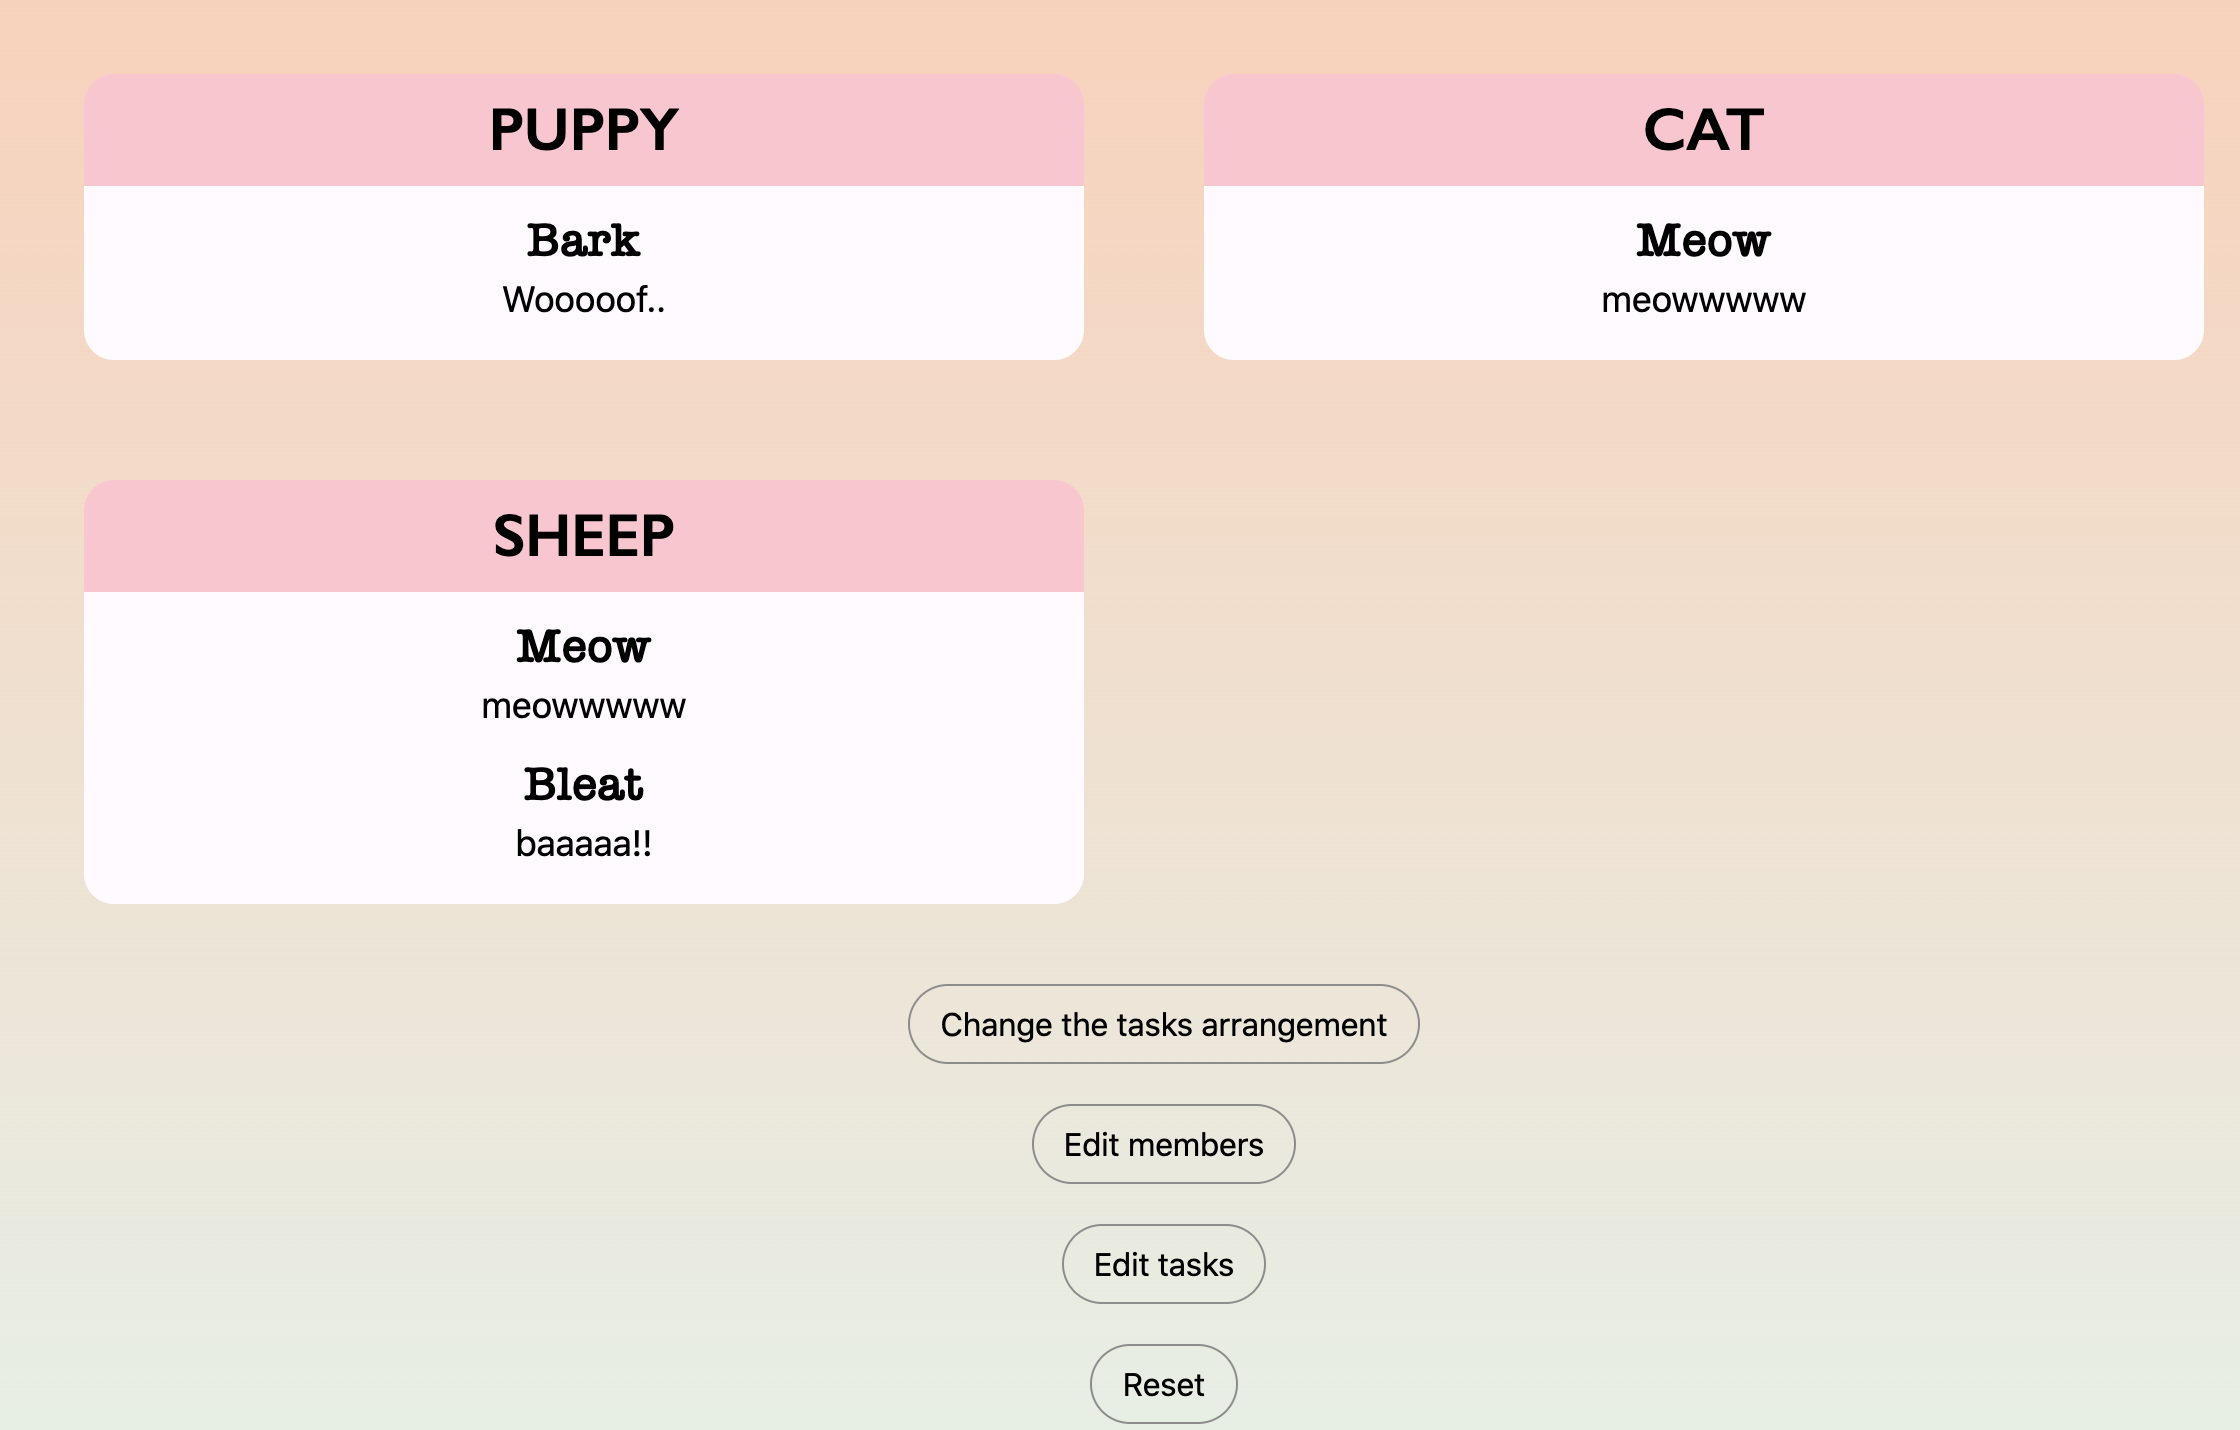 PUPPY
Bark
Wooooof..
CAT
Meow
meowwwww
SHEEP
Meow
meowwwww
Bleat
baaaaa!!
Change the tasks arrangement
Edit members
Edit tasks
Reset